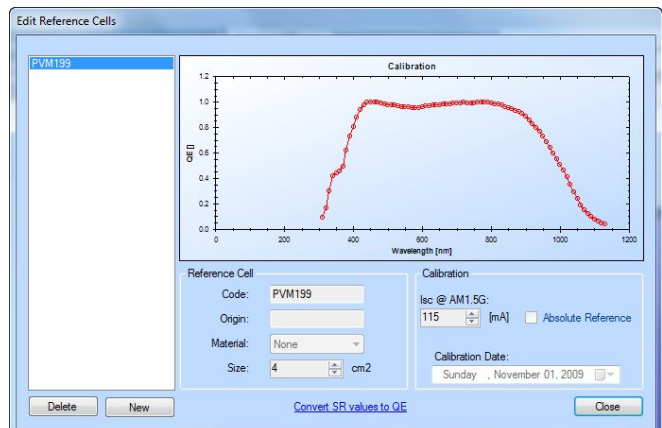 Edit Reference Cells
PVM199
Calibration
1.2
1.0
0.8
0.6
0.4
0.2
0.0
QE []
0 200 400 600 800 1000 1200
Wavelength [nm]
Reference Cell
Code: PVM199
Origin:
Material: None
Size: 4 cm2
Calibration
Isc @ AM1.5G:
115 [mA] Absolute Reference
Calibration Date:
Sunday , November 01, 2009
Delete New Convert SR values to QE Close